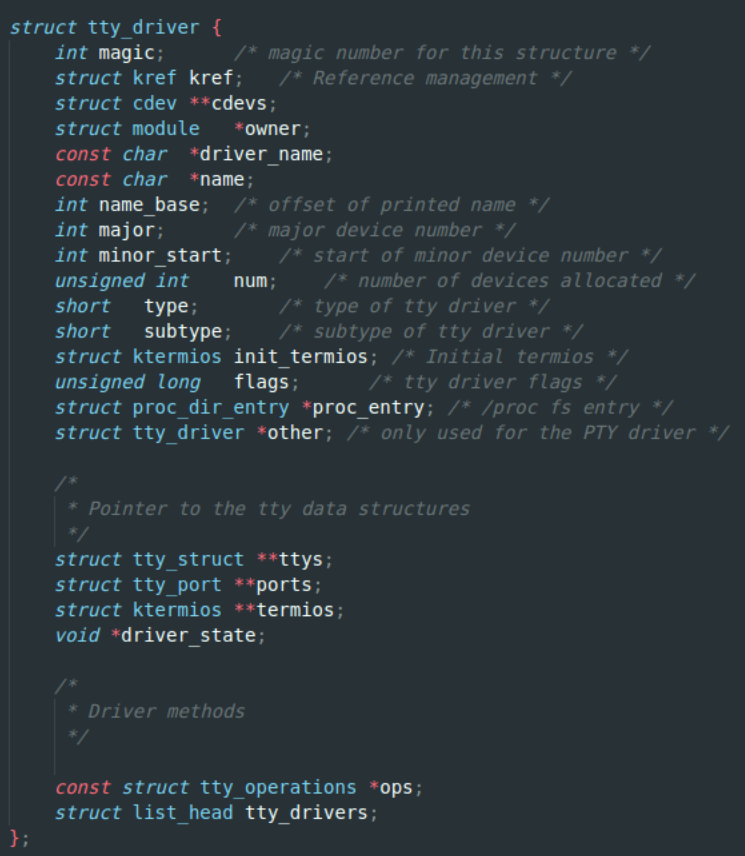 struct tty_driver {
    int magic;      /* magic number for this structure */
    struct kref kref;   /* Reference management */
    struct cdev **cdevs;
    struct module   *owner;
    const char  *driver_name;
    const char  *name;
    int name_base;  /* offset of printed name */
    int major;      /* major device number */
    int minor_start;    /* start of minor device number */
    unsigned int    num;    /* number of devices allocated */
    short   type;       /* type of tty driver */
    short   subtype;    /* subtype of tty driver */
    struct ktermios init_termios; /* Initial termios */
    unsigned long   flags;      /* tty driver flags */
    struct proc_dir_entry *proc_entry; /* /proc fs entry */
    struct tty_driver *other; /* only used for the PTY driver */

    /*
     * Pointer to the tty data structures
     */
    struct tty_struct **ttys;
    struct tty_port **ports;
    struct ktermios **termios;
    void *driver_state;

    /*
     * Driver methods
     */

    const struct tty_operations *ops;
    struct list_head tty_drivers;
};